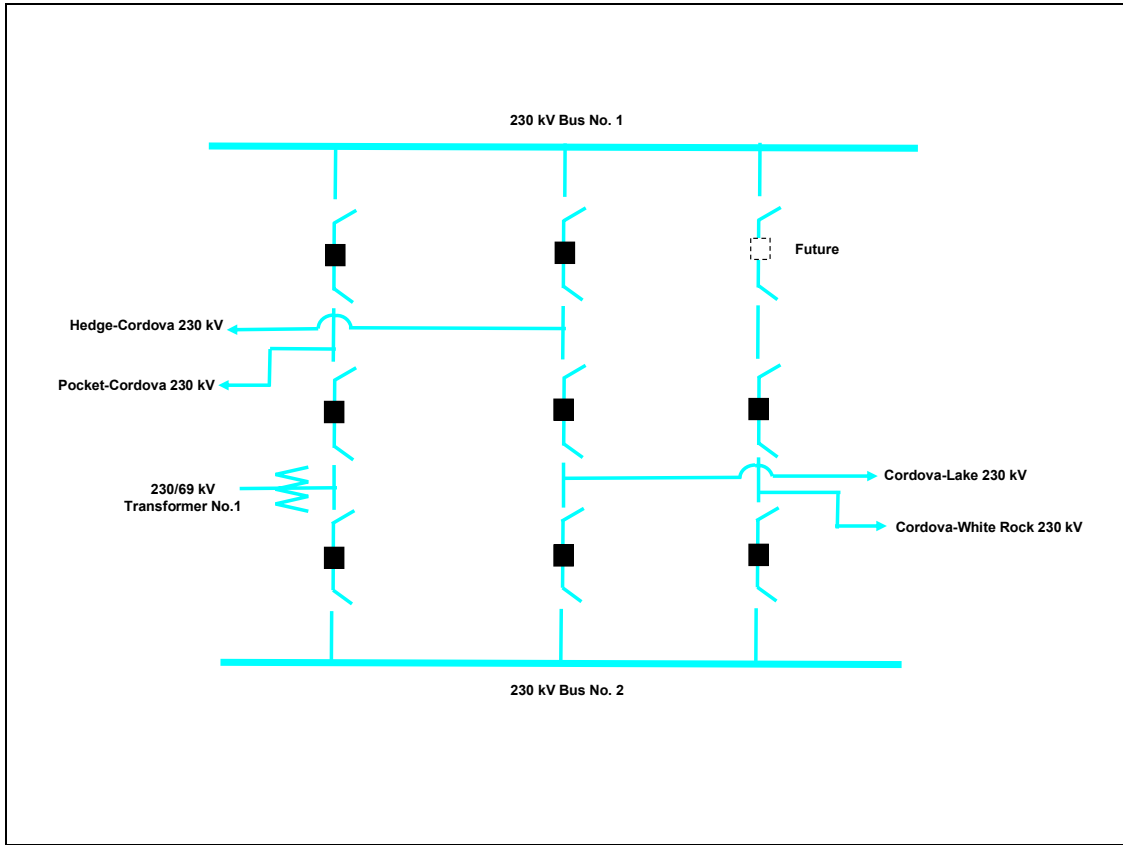 230 kV Bus No. 1
Future
Hedge-Cordova 230 kV
Pocket-Cordova 230 kV
230/69 kV
Transformer No.1
Cordova-Lake 230 kV
Cordova-White Rock 230 kV
230 kV Bus No. 2